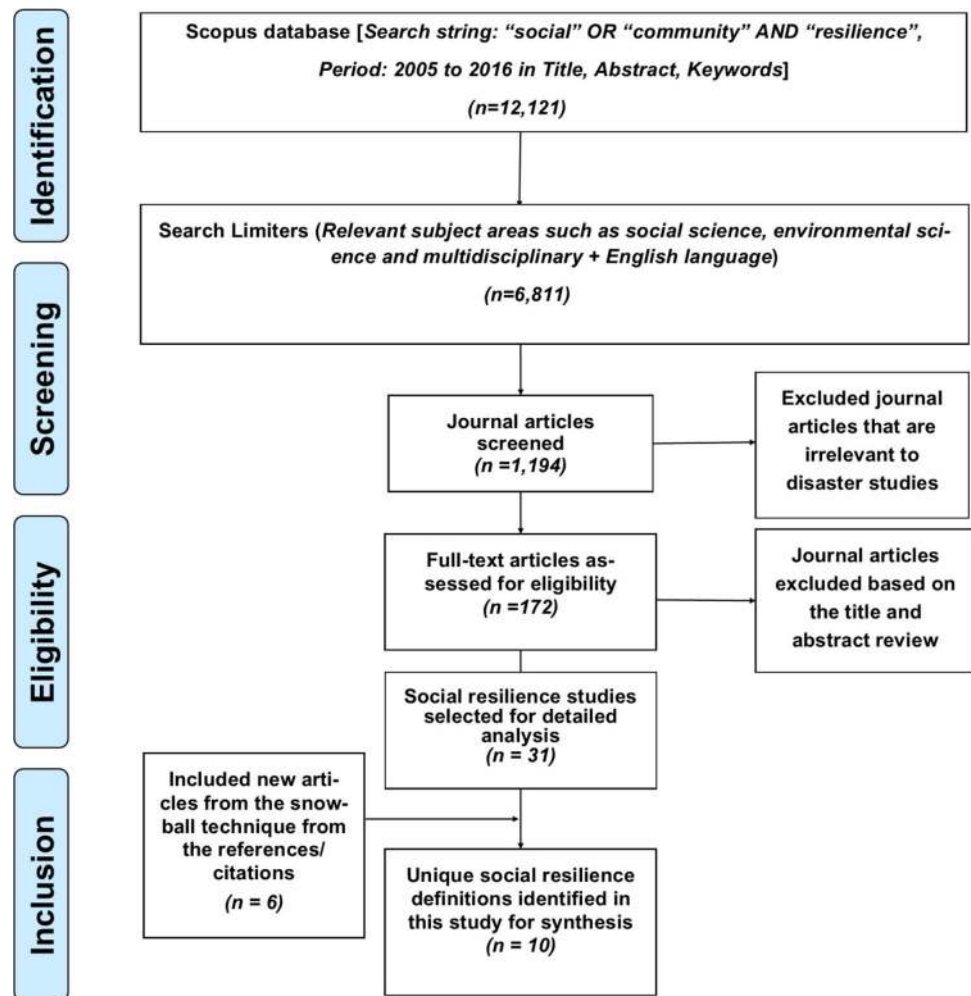 Identification
Scopus database [Search string: “social” OR “community” AND “resilience”,
Period: 2005 to 2016 in Title, Abstract, Keywords]
(n=12,121)
Search Limiters (Relevant subject areas such as social science, environmental sci-
ence and multidisciplinary + English language)
(n=6,811)
Screening
Journal articles
screened
(n =1,194)
Excluded journal
articles that are
irrelevant to
disaster studies
Eligibility
Full-text articles as-
sessed for eligibility
(n =172)
Journal articles
excluded based on
the title and
abstract review
Social resilience studies
selected for detailed
analysis
(n = 31)
Inclusion
Included new arti-
cles from the snow-
ball technique from
the references/
citations
(n = 6)
Unique social resilience
definitions identified in
this study for synthesis
(n = 10)